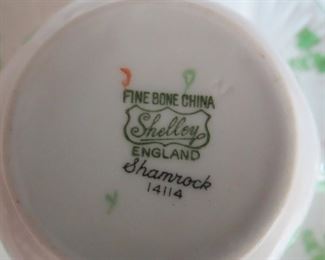 FINE BONE CHINA
Shelley
ENGLAND
Shamrock
14114